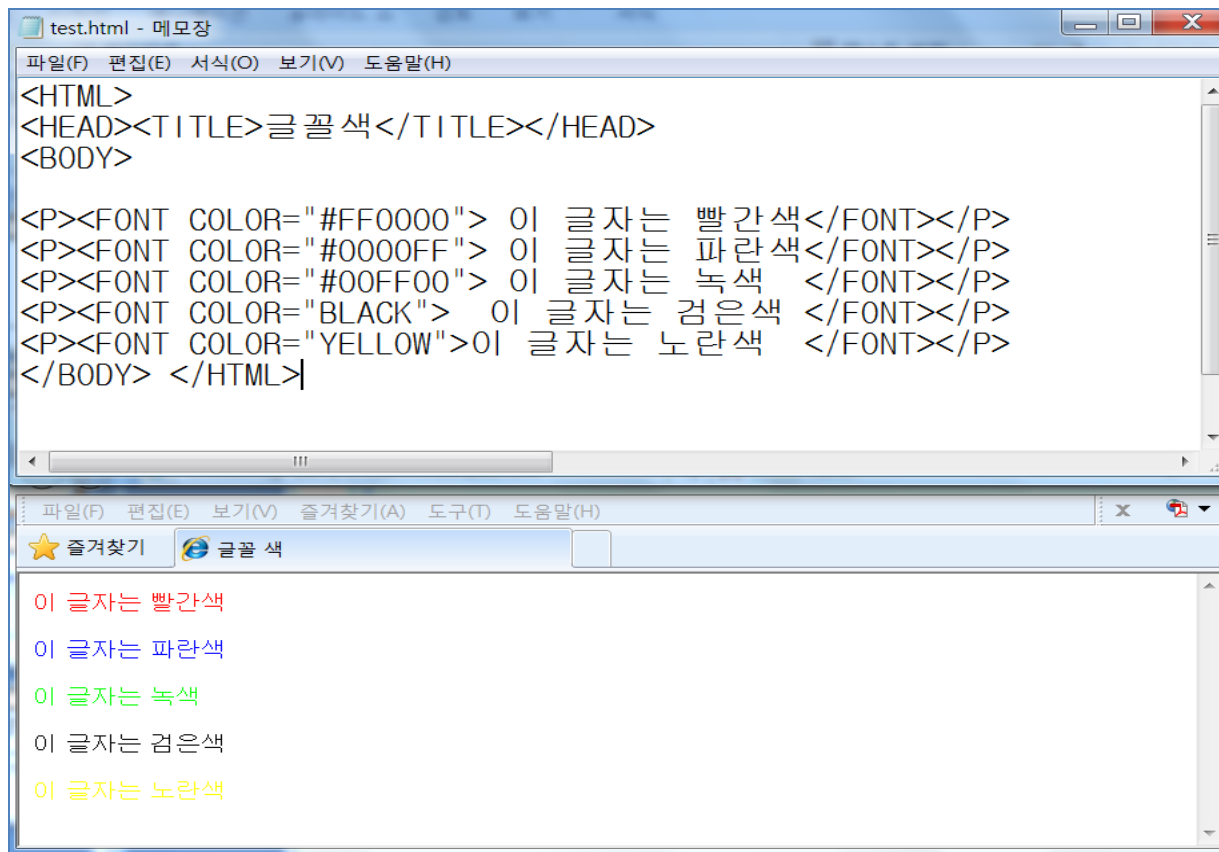 test.html - 메모장
파일(F) 편집(E) 서식(O) 보기(V) 도움말(H)
<HTML>
<HEAD><TITLE>글꼴색</TITLE></HEAD>
<BODY>
<P><FONT COLOR="#FF0000"> 이 글자는 빨간색</FONT></P>
<P><FONT COLOR="#0000FF"> 이 글자는 파란색</FONT></P>
<P><FONT COLOR="#00FF00"> 이 글자는 녹색  </FONT></P>
<P><FONT COLOR="BLACK">  이 글자는 검은색 </FONT></P>
<P><FONT COLOR="YELLOW">이 글자는 노란색  </FONT></P>
</BODY> </HTML>
파일(F) 편집(E) 보기(V) 즐겨찾기(A) 도구(T) 도움말(H)
즐겨찾기 글꼴 색
이 글자는 빨간색
이 글자는 파란색
이 글자는 녹색
이 글자는 검은색
이 글자는 노란색